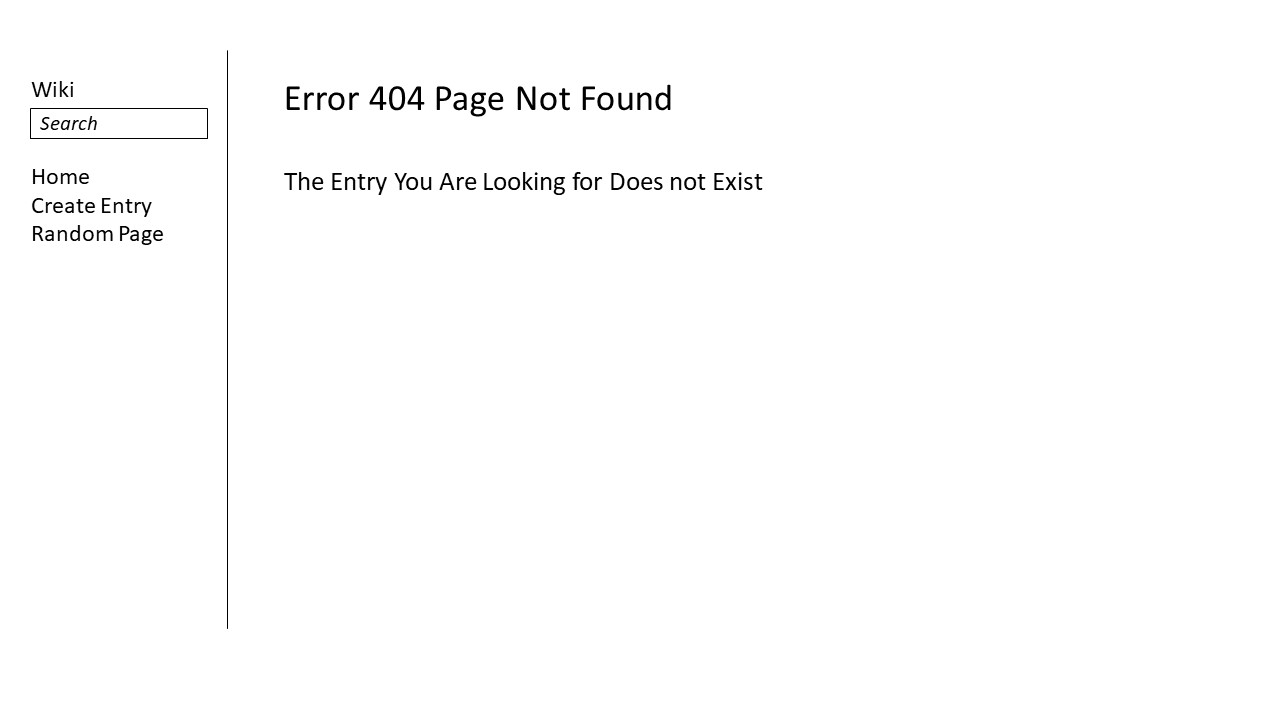 Wiki
Search
Home
Create Entry
Random Page
Error 404 Page Not Found
The Entry You Are Looking for Does not Exist